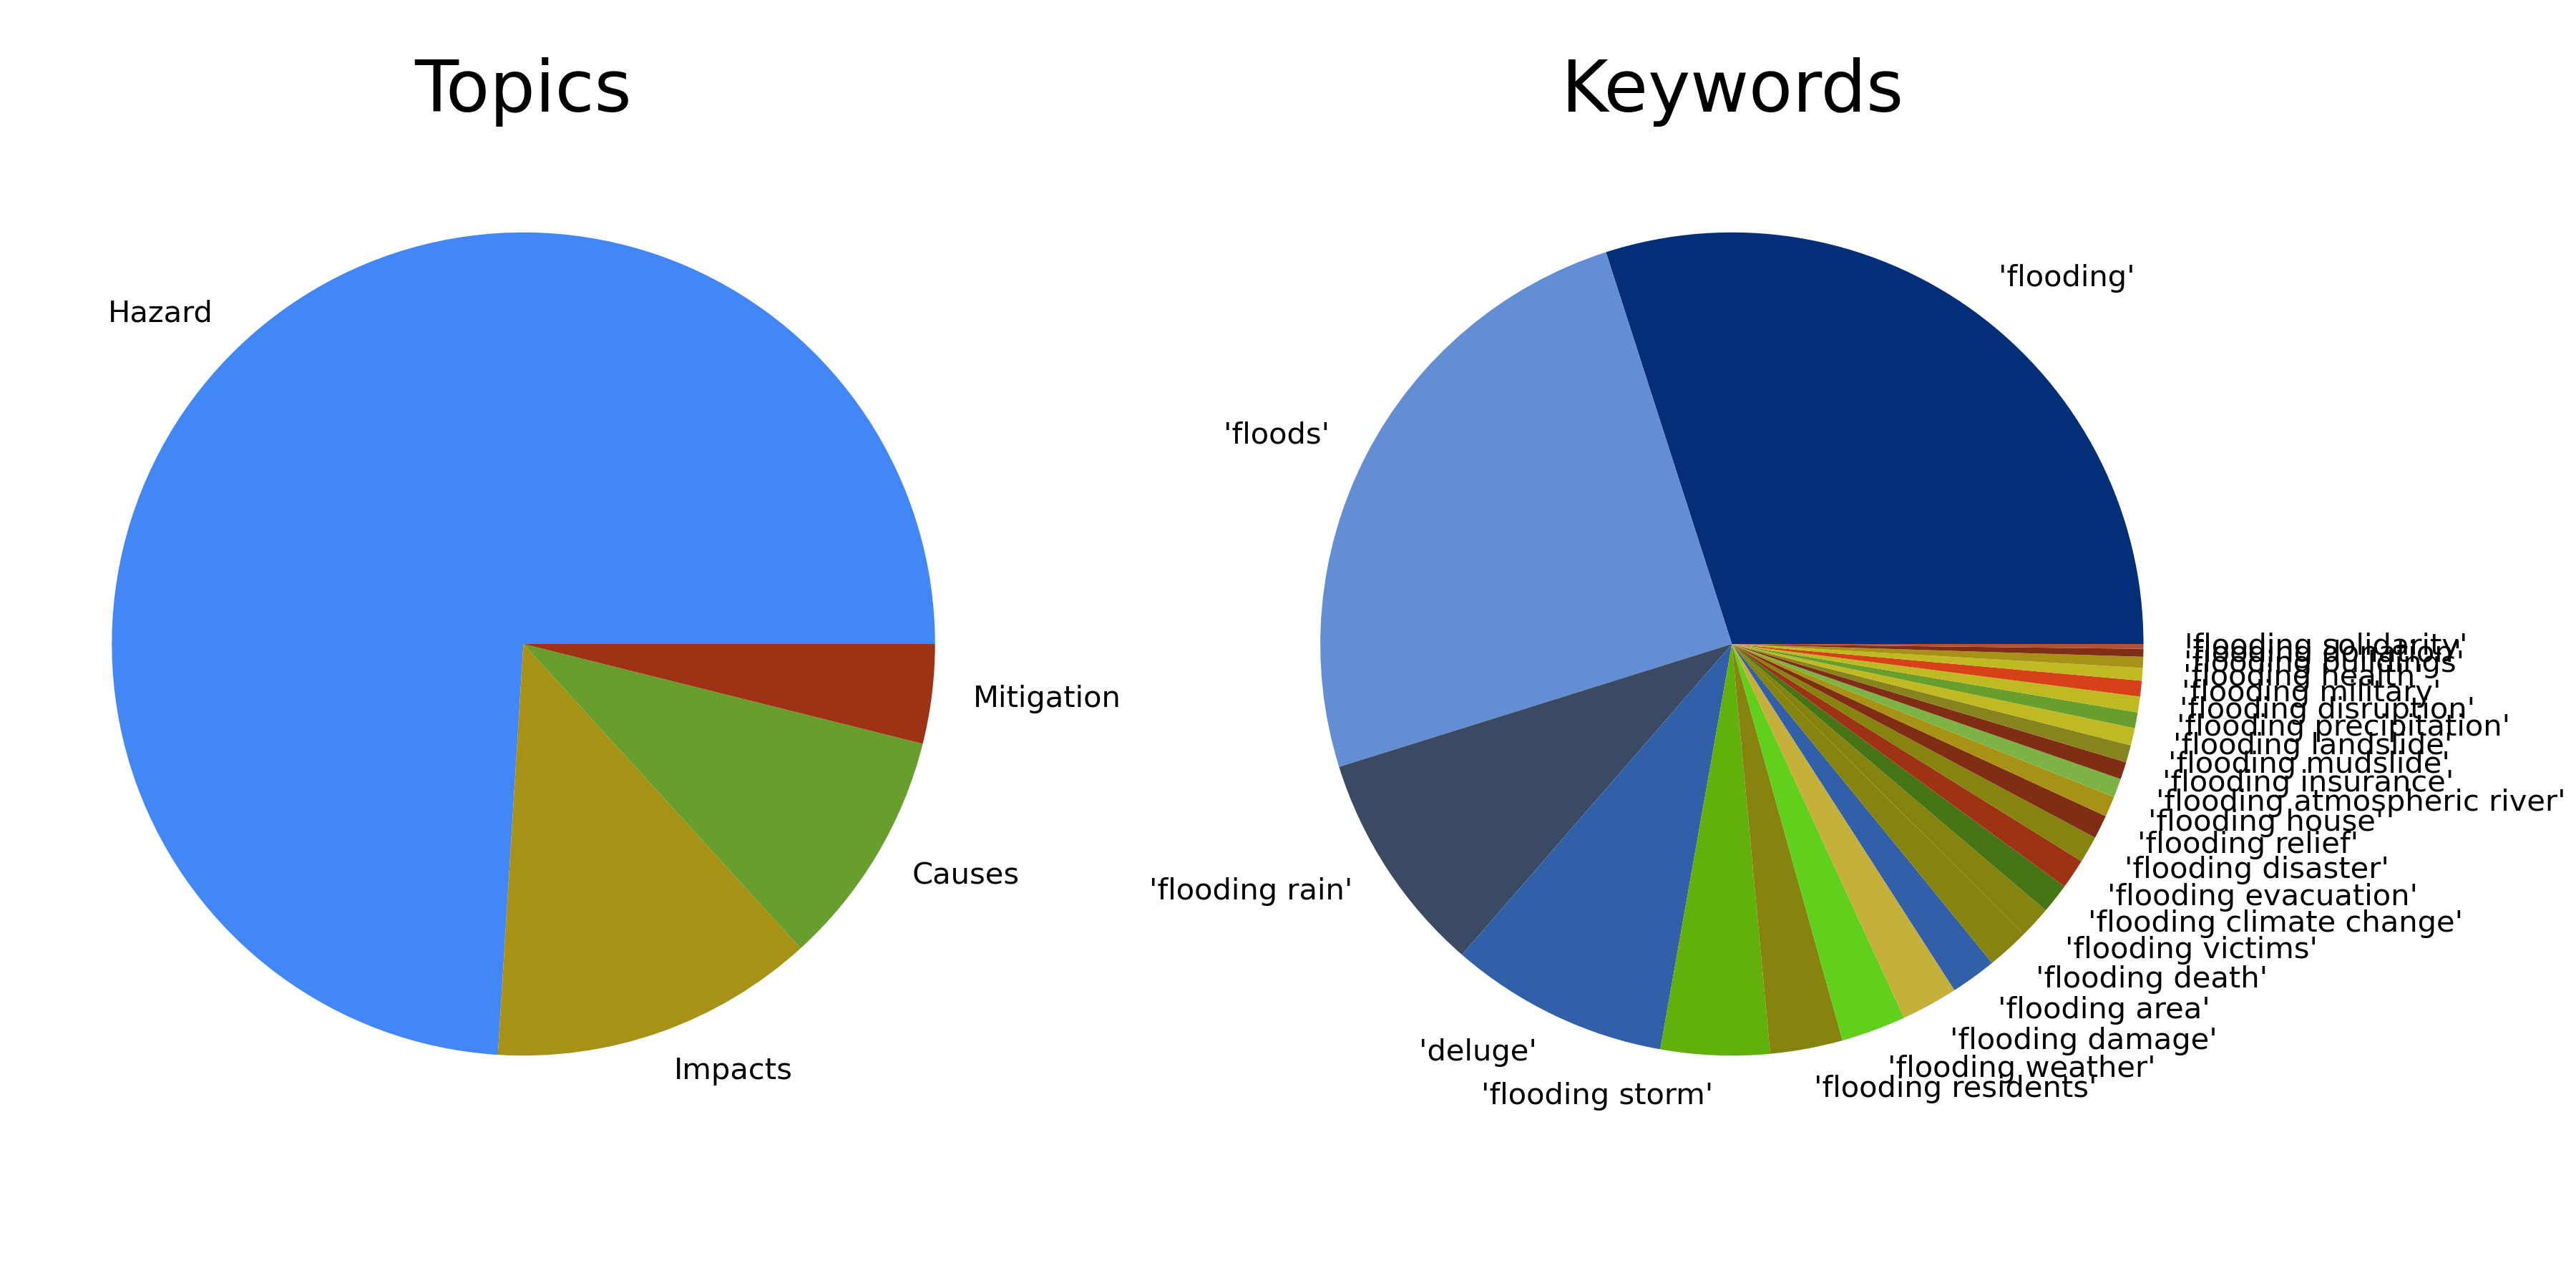 Topics
Hazard
Mitigation
Causes
Impacts
Keywords
'flooding'
'floods'
'flooding rain'
'deluge'
'flooding storm'
'flooding residents'
'flooding weather'
'flooding damage'
'flooding area'
'flooding death'
'flooding victims'
'flooding climate change'
'flooding evacuation'
'flooding disaster'
'flooding relief'
'flooding house'
'flooding atmospheric river'
'flooding insurance'
'flooding mudslide'
'flooding landslide'
'flooding precipitation'
'flooding disruption'
'flooding military'
'flooding health'
'flooding buildings'
'flooding donation'
'flooding solidarity'